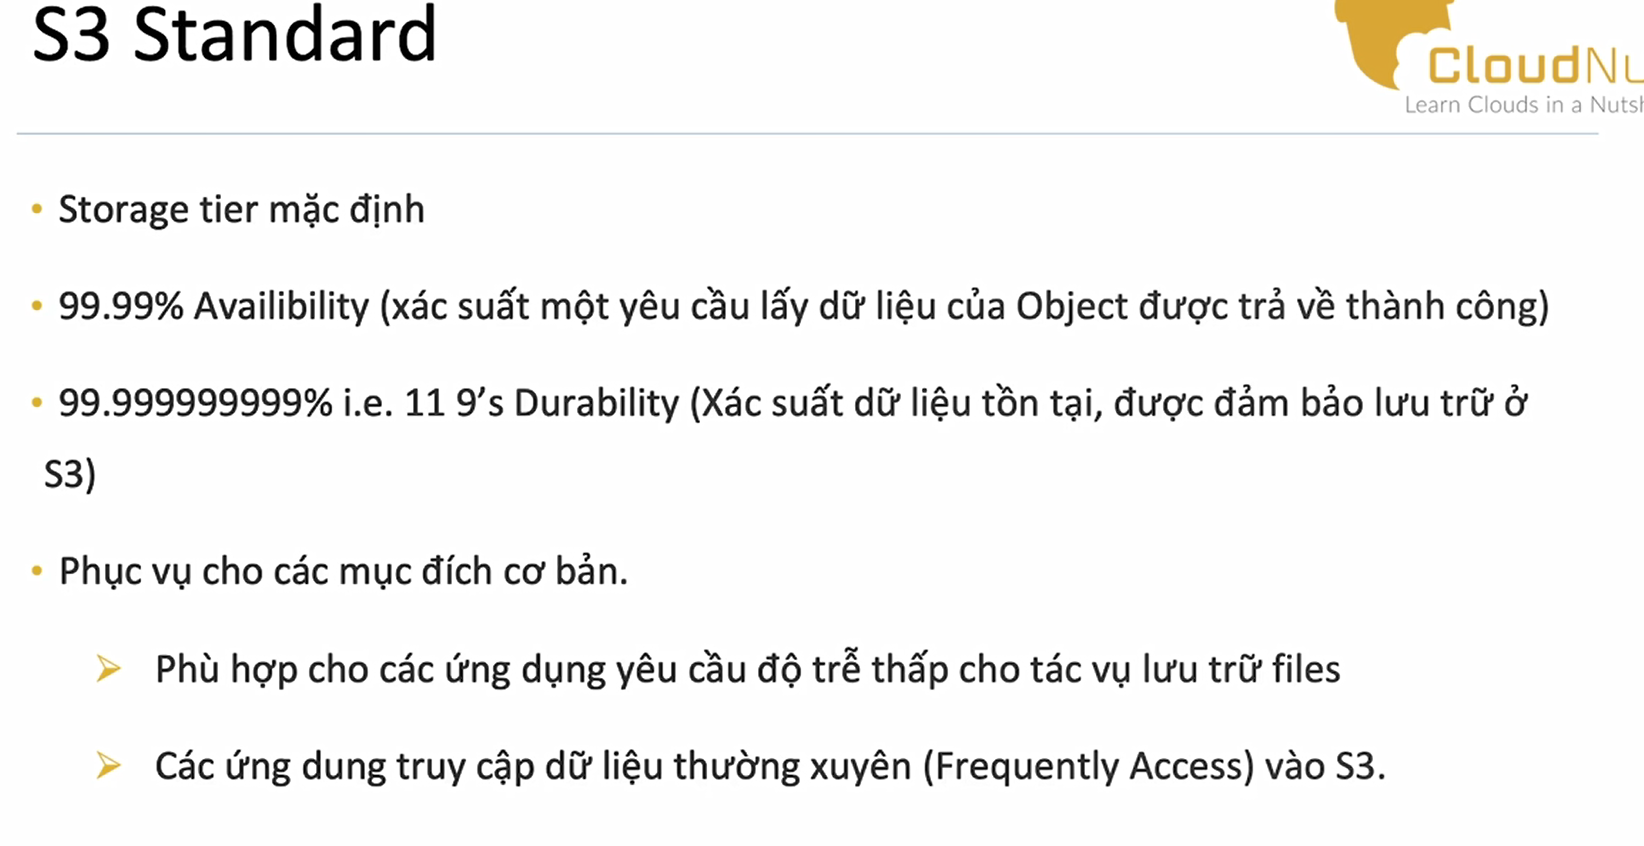 S3 Standard
CloudNu
Learn Clouds in a Nutsh
• Storage tier mặc định
• 99.99% Availibility (xác suất một yêu cầu lấy dữ liệu của Object được trả về thành công)
• 99.999999999% i.e. 11 9’s Durability (Xác suất dữ liệu tồn tại, được đảm bảo lưu trữ ở
S3)
• Phục vụ cho các mục đích cơ bản.
➢ Phù hợp cho các ứng dụng yêu cầu độ trễ thấp cho tác vụ lưu trữ files
➢ Các ứng dung truy cập dữ liệu thường xuyên (Frequently Access) vào S3.